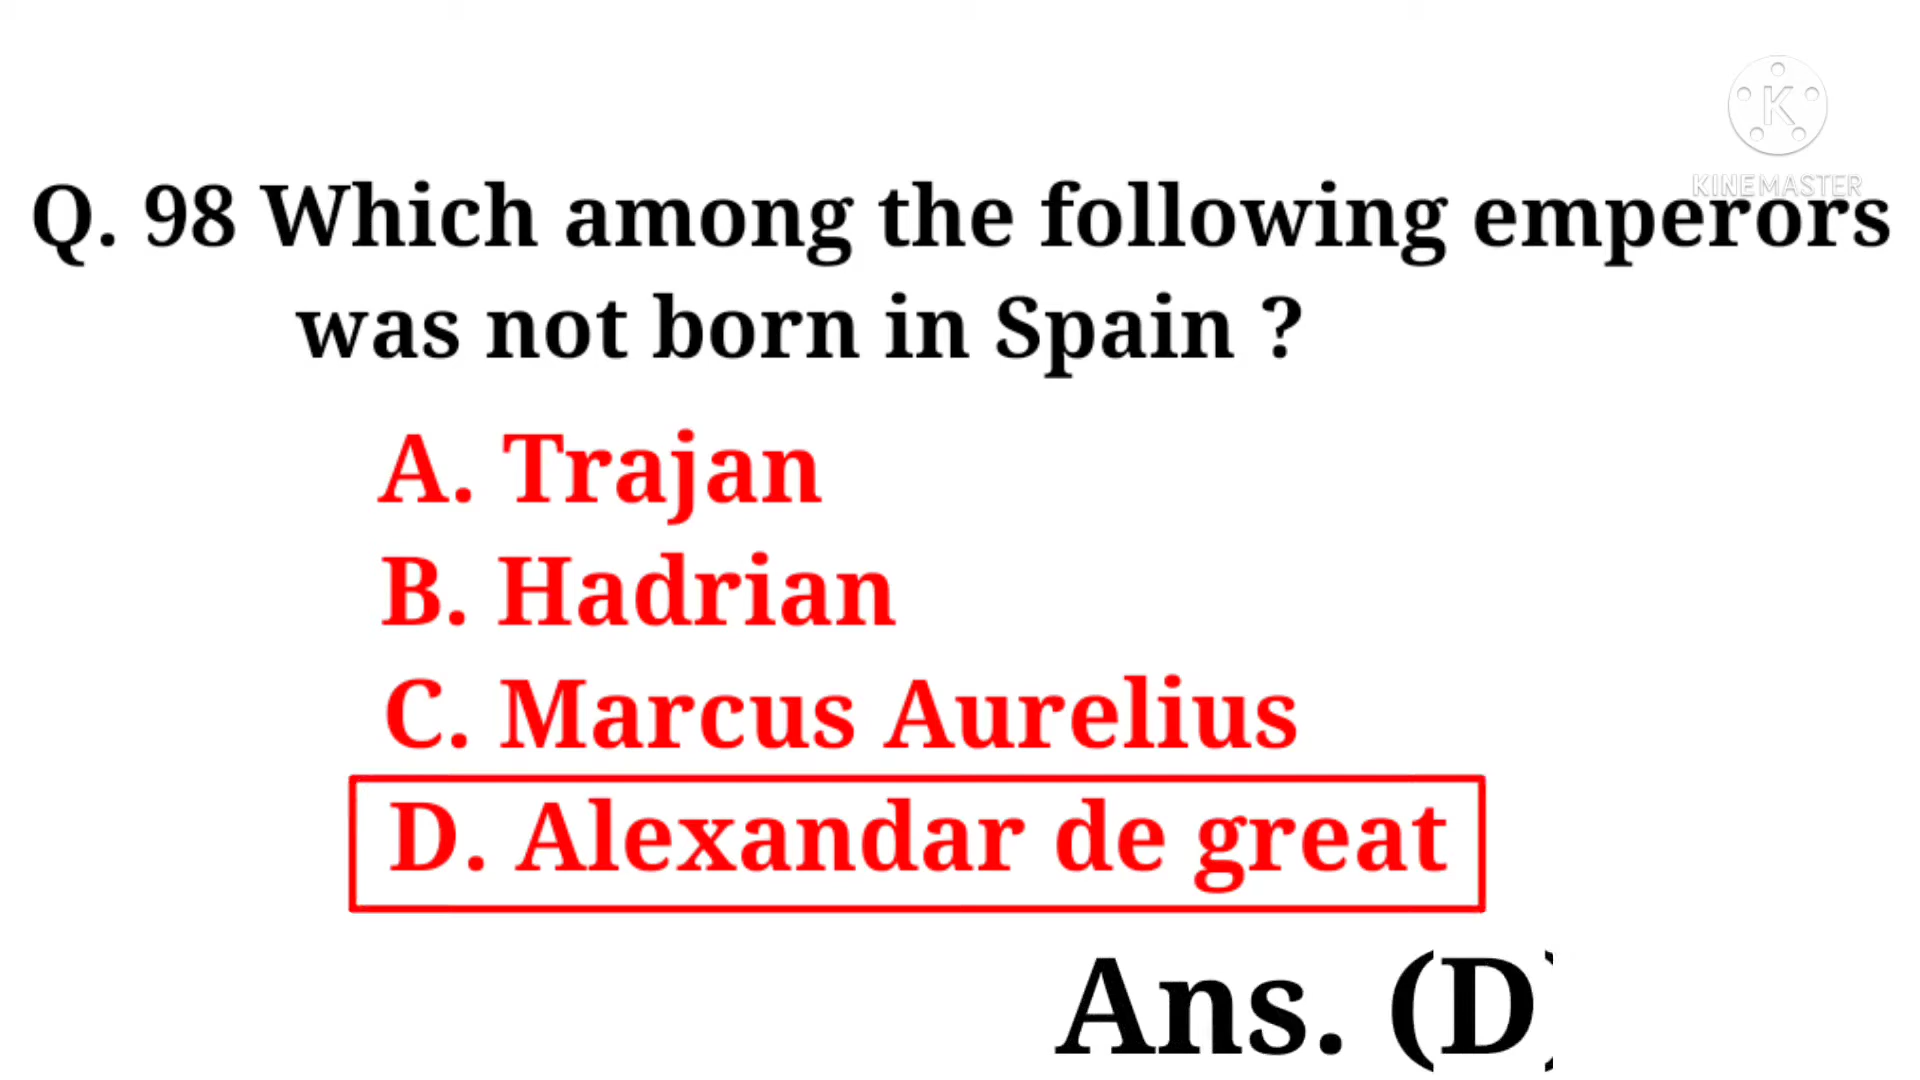 K
KINEMASTER
Q. 98 Which among the following emperors
was not born in Spain ?
A. Trajan
B. Hadrian
C. Marcus Aurelius
D. Alexandar de great
Ans. (D)